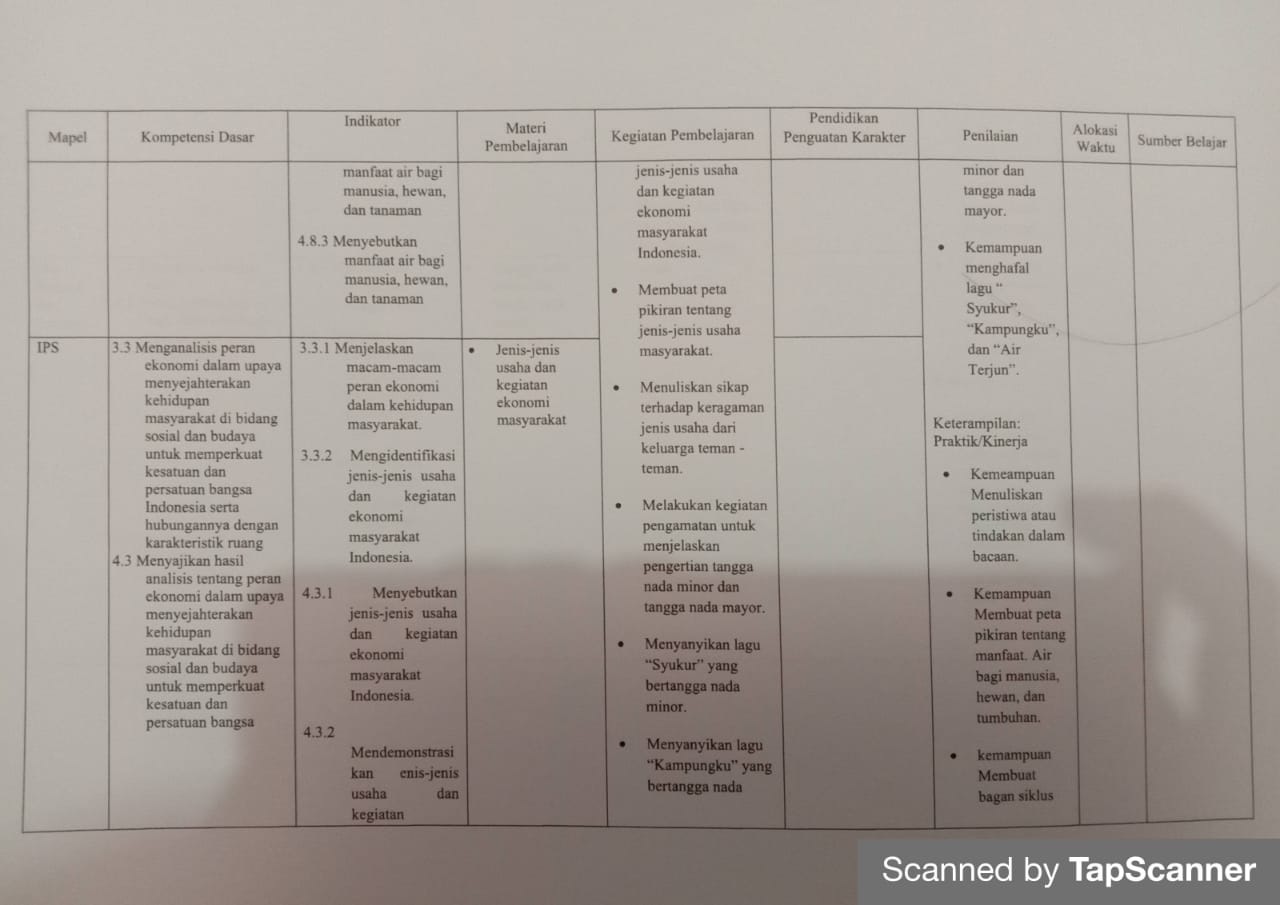 Mapel
Kompetensi Dasar
Indikator
Materi
Pembelajaran
Kegiatan Pembelajaran
Pendidikan
Penguatan Karakter
Penilaian
Alokasi
Waktu
Sumber Belajar
manfaat air bagi
manusia, hewan,
dan tanaman
4.8.3 Menyebutkan
manfaat air bagi
manusia, hewan,
dan tanaman
jenis-jenis usaha
dan kegiatan
ekonomi
masyarakat
Indonesia.
• Membuat peta
pikiran tentang
jenis-jenis usaha
masyarakat.
• Menuliskan sikap
terhadap keragaman
jenis usaha dari
keluarga teman -
teman.
• Melakukan kegiatan
pengamatan untuk
menjelaskan
pengertian tangga
nada minor dan
tangga nada mayor.
• Menyanyikan lagu
“Syukur” yang
bertangga nada
minor.
• Menyanyikan lagu
“Kampungku” yang
bertangga nada
minor dan
tangga nada
mayor.
• Kemampuan
menghafal
lagu “
Syukur”,
“Kampungku”,
dan “Air
Terjun”.
Keterampilan:
Praktik/Kinerja
• Kemeampuan
Menuliskan
peristiwa atau
tindakan dalam
bacaan.
• Kemampuan
Membuat peta
pikiran tentang
manfaat. Air
bagi manusia,
hewan, dan
tumbuhan.
• kemampuan
Membuat
bagan siklus
IPS
3.3 Menganalisis peran
ekonomi dalam upaya
menyejahterakan
kehidupan
masyarakat di bidang
sosial dan budaya
untuk memperkuat
kesatuan dan
persatuan bangsa
Indonesia serta
hubungannya dengan
karakteristik ruang
4.3 Menyajikan hasil
analisis tentang peran
ekonomi dalam upaya
menyejahterakan
kehidupan
masyarakat di bidang
sosial dan budaya
untuk memperkuat
kesatuan dan
persatuan bangsa
3.3.1 Menjelaskan
macam-macam
peran ekonomi
dalam kehidupan
masyarakat.
3.3.2 Mengidentifikasi
jenis-jenis usaha
dan kegiatan
ekonomi
masyarakat
Indonesia.
4.3.1 Menyebutkan
jenis-jenis usaha
dan kegiatan
ekonomi
masyarakat
Indonesia.
4.3.2
Mendemonstrasi
kan enis-jenis
usaha dan
kegiatan
• Jenis-jenis
usaha dan
kegiatan
ekonomi
masyarakat
Scanned by TapScanner